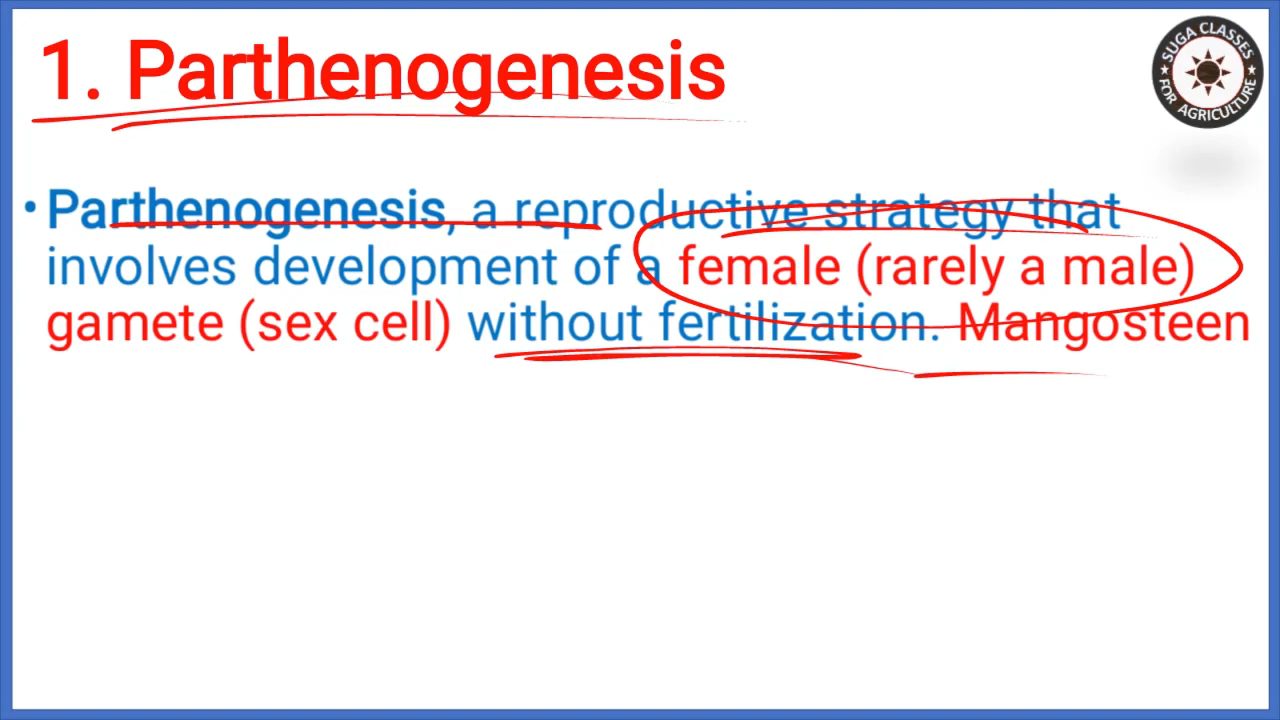 1. Parthenogenesis
SUGA CLASSES
FOR AGRICULTURE
• Parthenogenesis, a reproductive strategy that
involves development of a female (rarely a male)
gamete (sex cell) without fertilization. Mangosteen